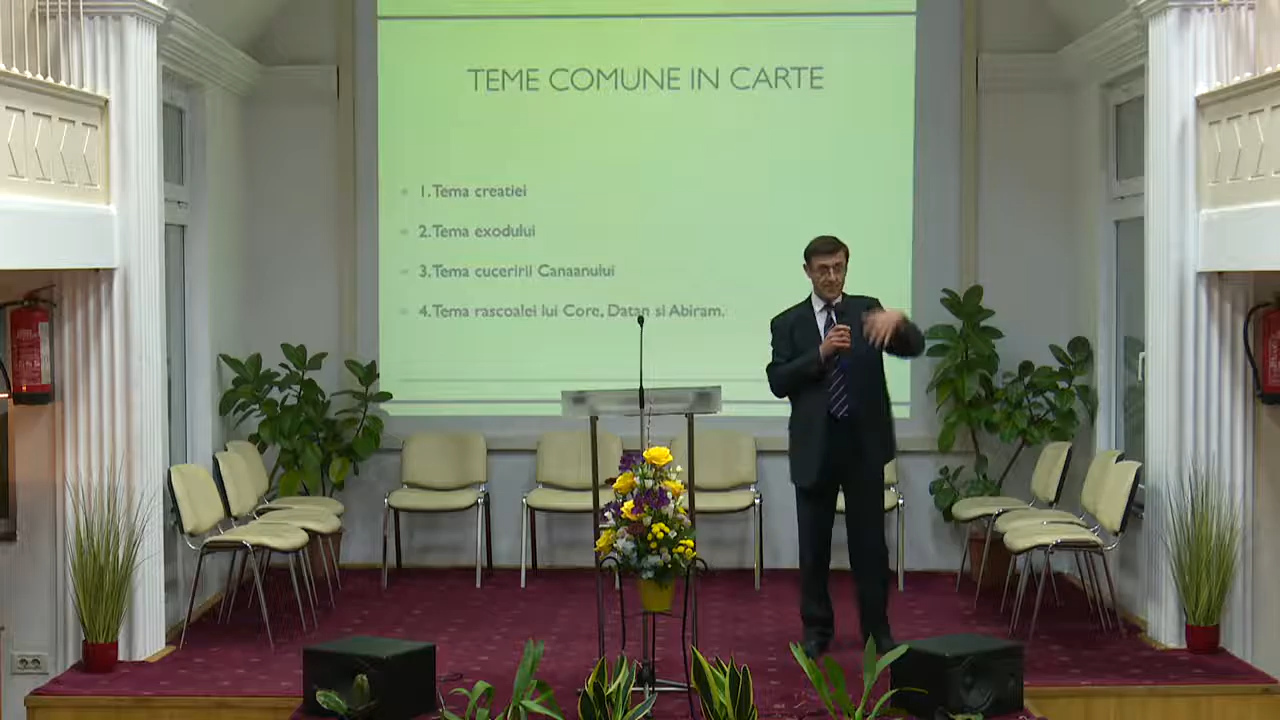 TEME COMUNE IN CARTE
1. Tema creatiei
2. Tema exodului
3. Tema cuceririi Canaanului
4. Tema rascoalei lui Core, Datan si Abiram.